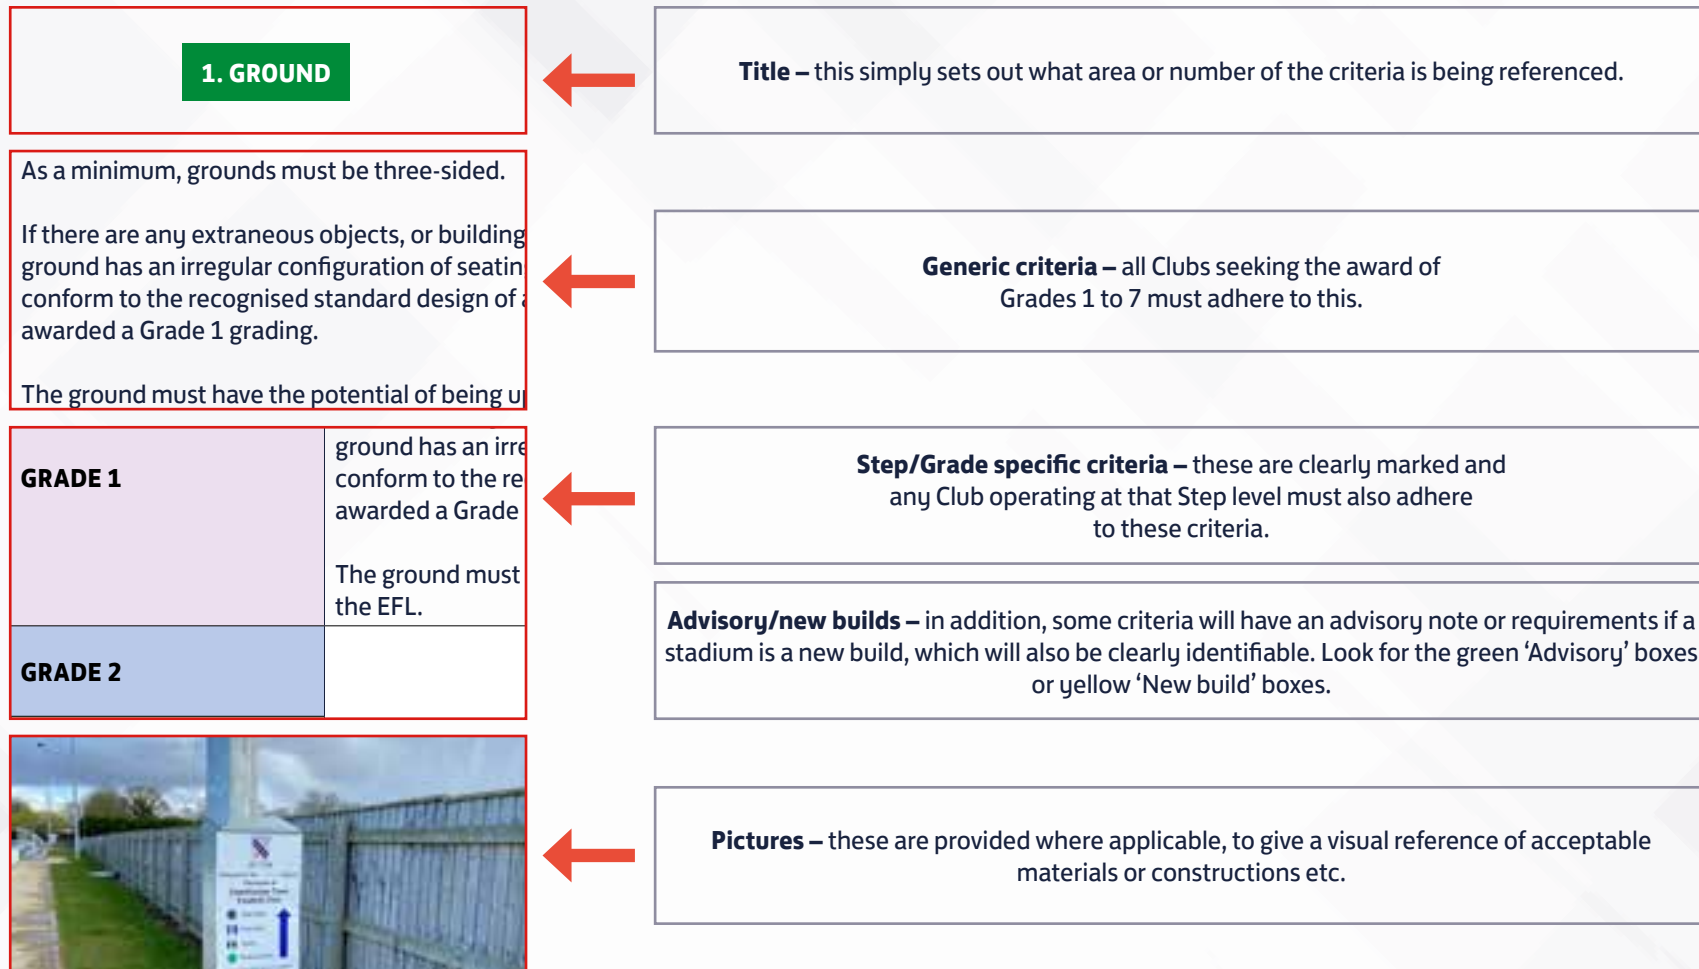 1. GROUND
Title – this simply sets out what area or number of the criteria is being referenced.
As a minimum, grounds must be three-sided.
If there are any extraneous objects, or building
ground has an irregular configuration of seatin
conform to the recognised standard design of a
awarded a Grade 1 grading.
The ground must have the potential of being u
Generic criteria – all Clubs seeking the award of
Grades 1 to 7 must adhere to this.
GRADE 1
ground has an irre
conform to the re
awarded a Grade
The ground must
the EFL.
GRADE 2
Step/Grade specific criteria – these are clearly marked and
any Club operating at that Step level must also adhere
to these criteria.
Advisory/new builds – in addition, some criteria will have an advisory note or requirements if a
stadium is a new build, which will also be clearly identifiable. Look for the green ‘Advisory’ boxes
or yellow ‘New build’ boxes.
Pictures – these are provided where applicable, to give a visual reference of acceptable
materials or constructions etc.